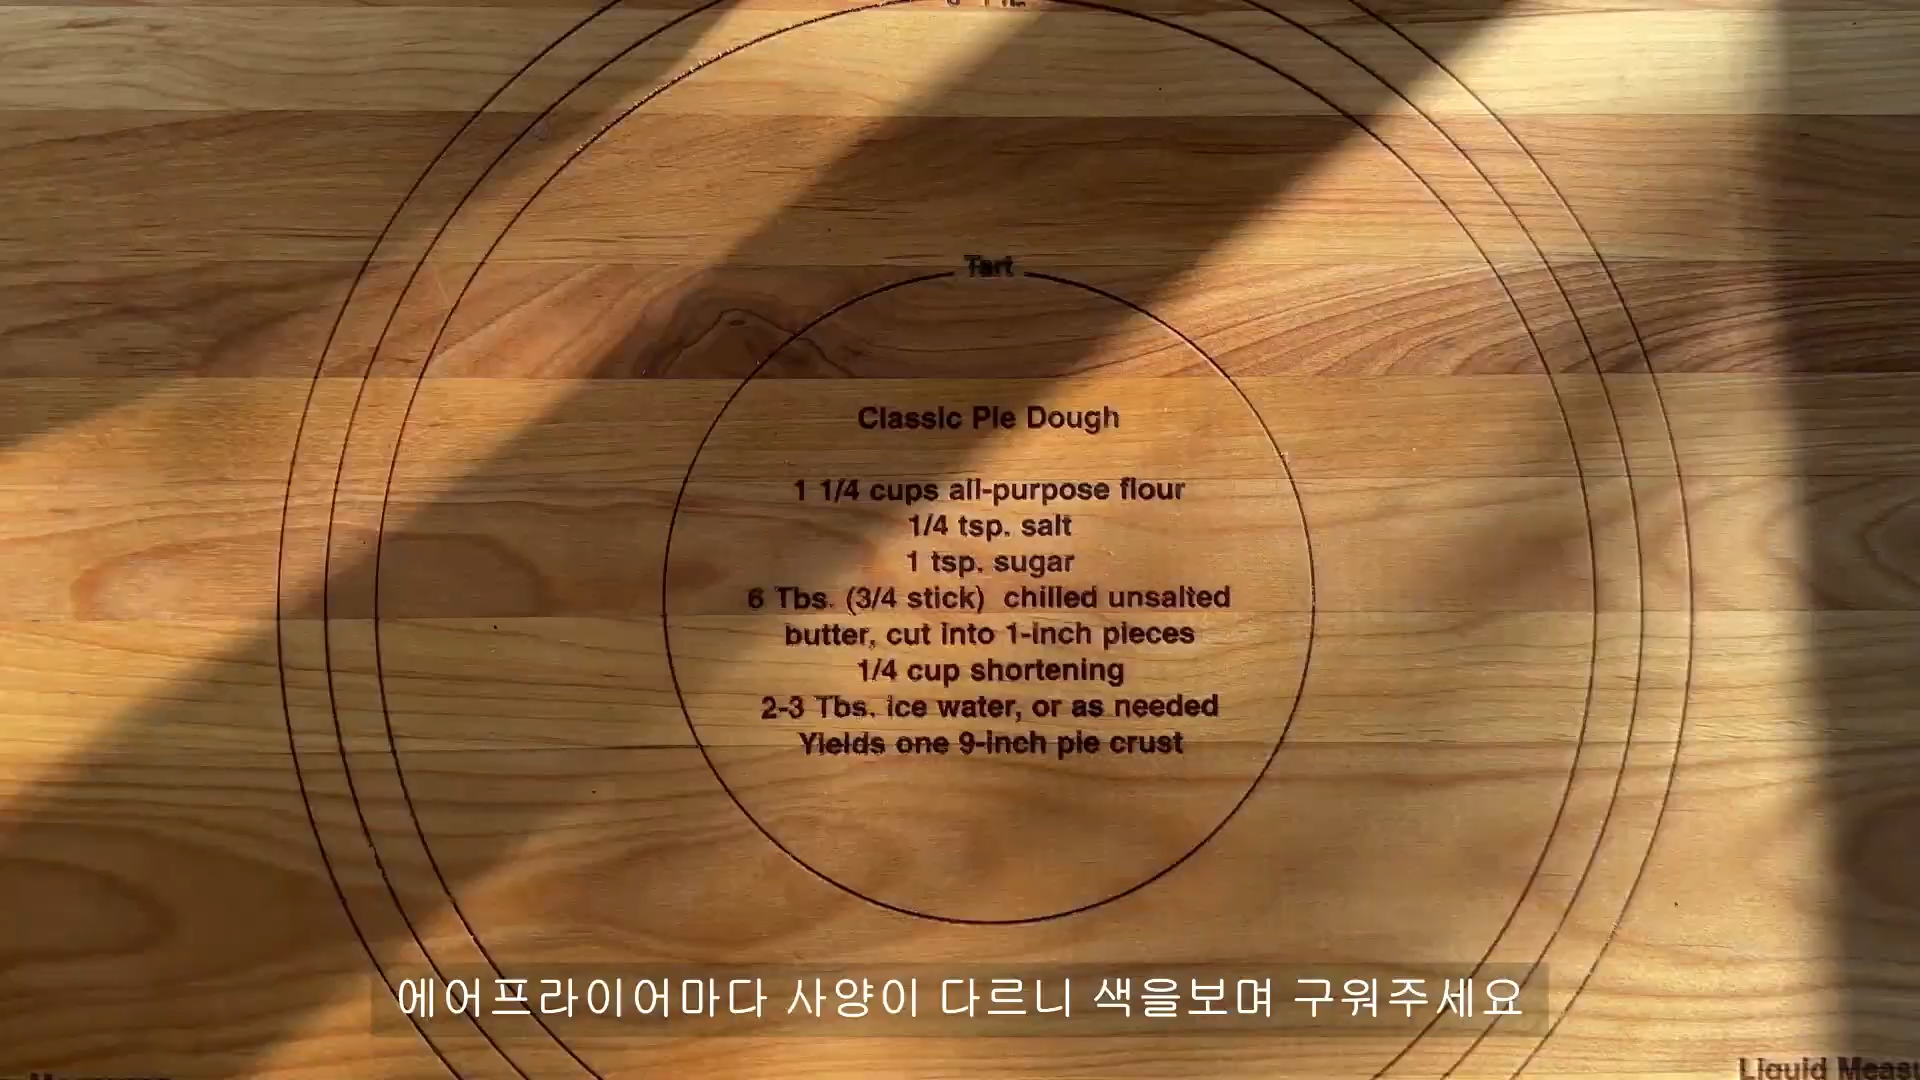 Tart
Classic Pie Dough
1 1/4 cups all-purpose flour
1/4 tsp. salt
1 tsp. sugar
6 Tbs. (3/4 stick) chilled unsalted
butter, cut into 1-inch pieces
1/4 cup shortening
2-3 Tbs. ice water, or as needed
Yields one 9-inch pie crust
에어프라이어마다 사양이 다르니 색을보며 구워주세요
Liquid